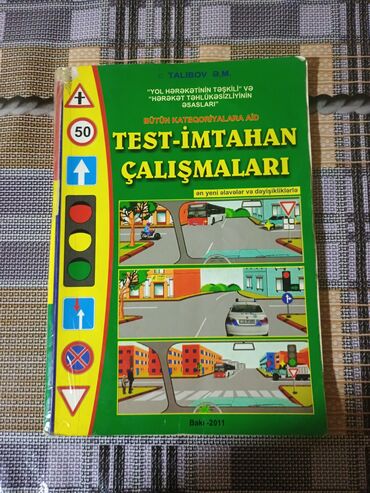 TALIBOV Ə.M.
"YOL HƏRƏKƏTİNİN TƏŞKİLİ" VƏ
"HƏRƏKƏT TƏHLÜKƏSİZLİYİNİN
ƏSASLARI"
BÜTÜN KATEQORİYALARA AİD
TEST-İMTAHAN
ÇALIŞMALARI
ən yeni əlavələr və dəyişikliklərlə
50
Bakı -2011